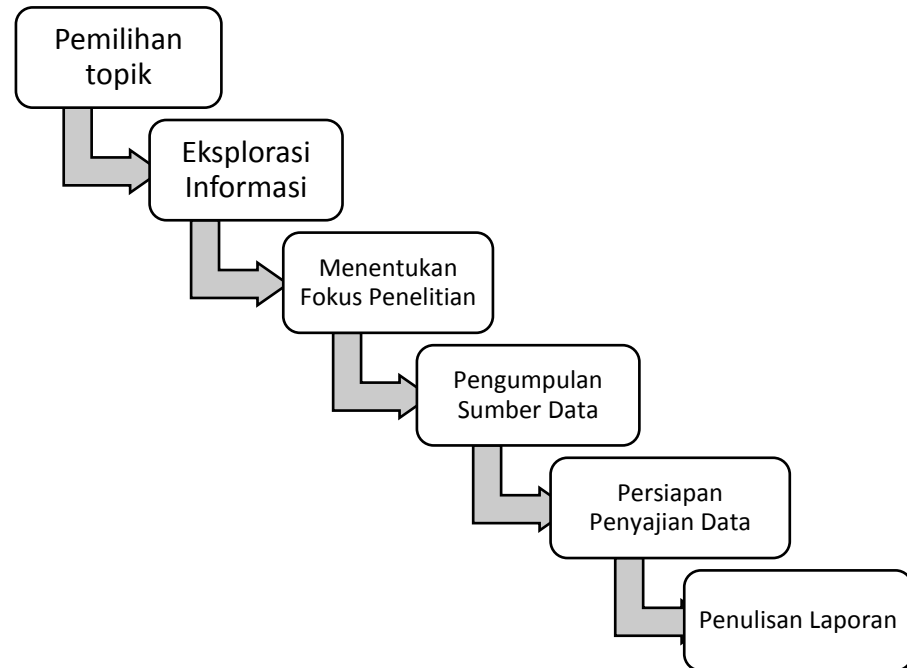 Pemilihan
topik
Eksplorasi
Informasi
Menentukan
Fokus Penelitian
Pengumpulan
Sumber Data
Persiapan
Penyajian Data
Penulisan Laporan